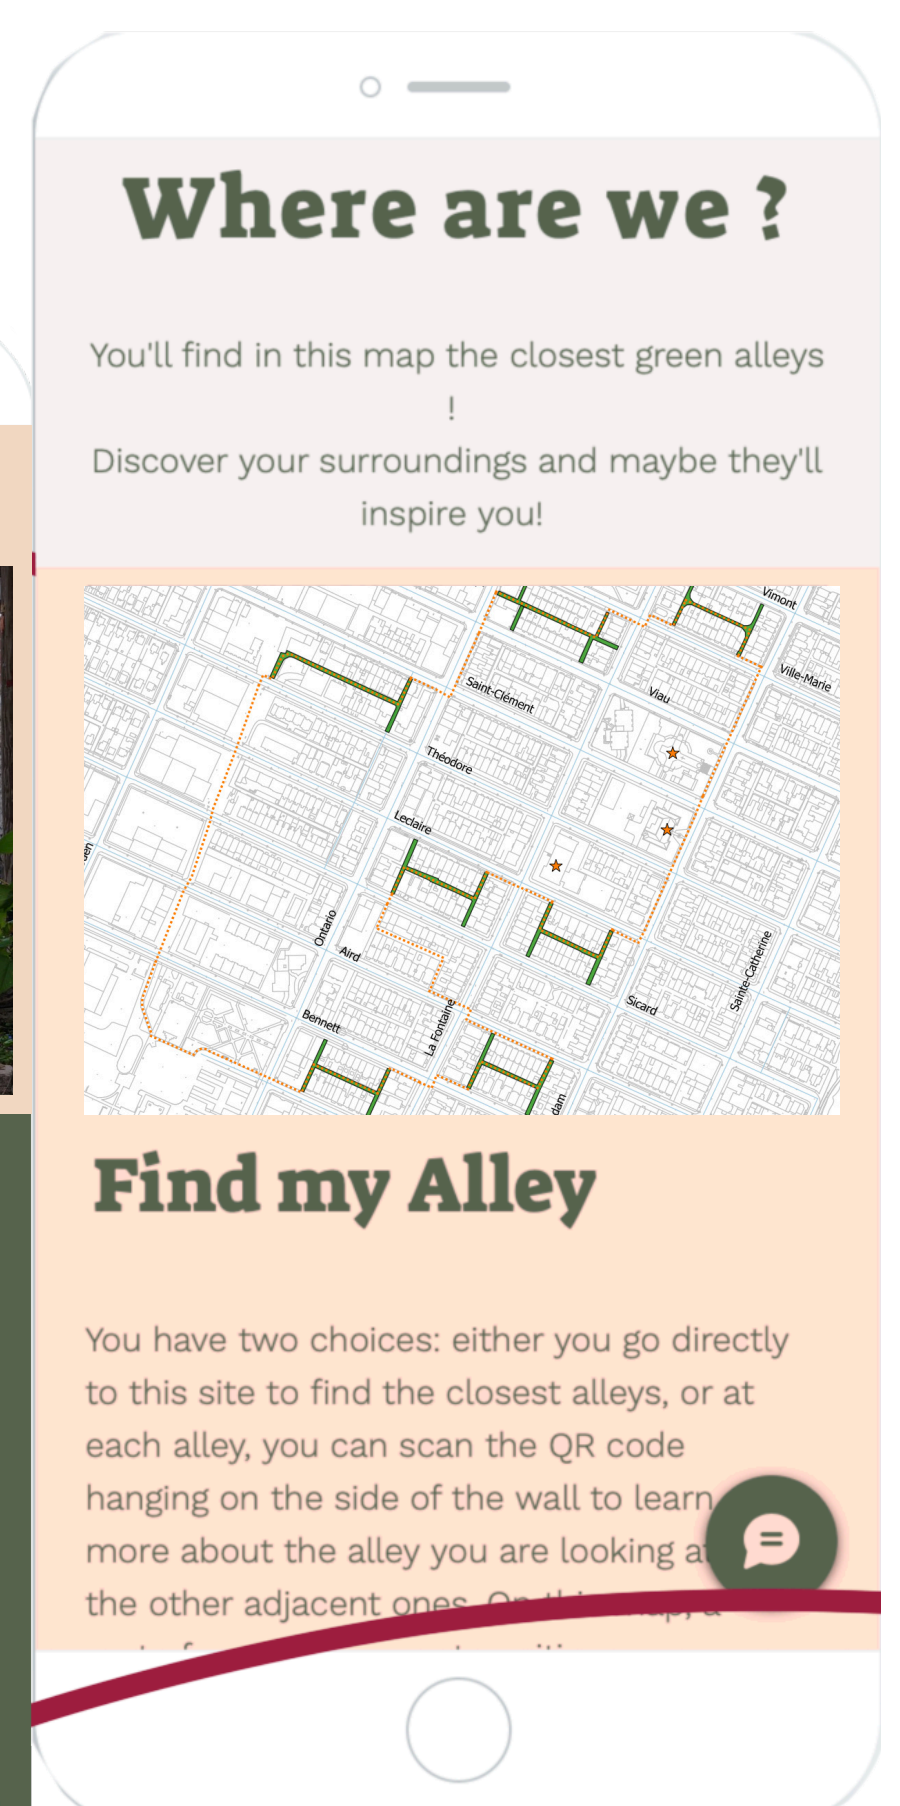 Where are we ?
You'll find in this map the closest green alleys
!
Discover your surroundings and maybe they'll
inspire you!
Vimont
Ville-Marie
Viau
Saint-Clément
Théodore
Leclaire
Ontario
Aird
Sainte-Catherine
Sicard
La Fontaine
Bennett
Find my Alley
You have two choices: either you go directly
to this site to find the closest alleys, or at
each alley, you can scan the QR code
hanging on the side of the wall to learn
more about the alley you are looking at
the other adjacent ones. On this map, a